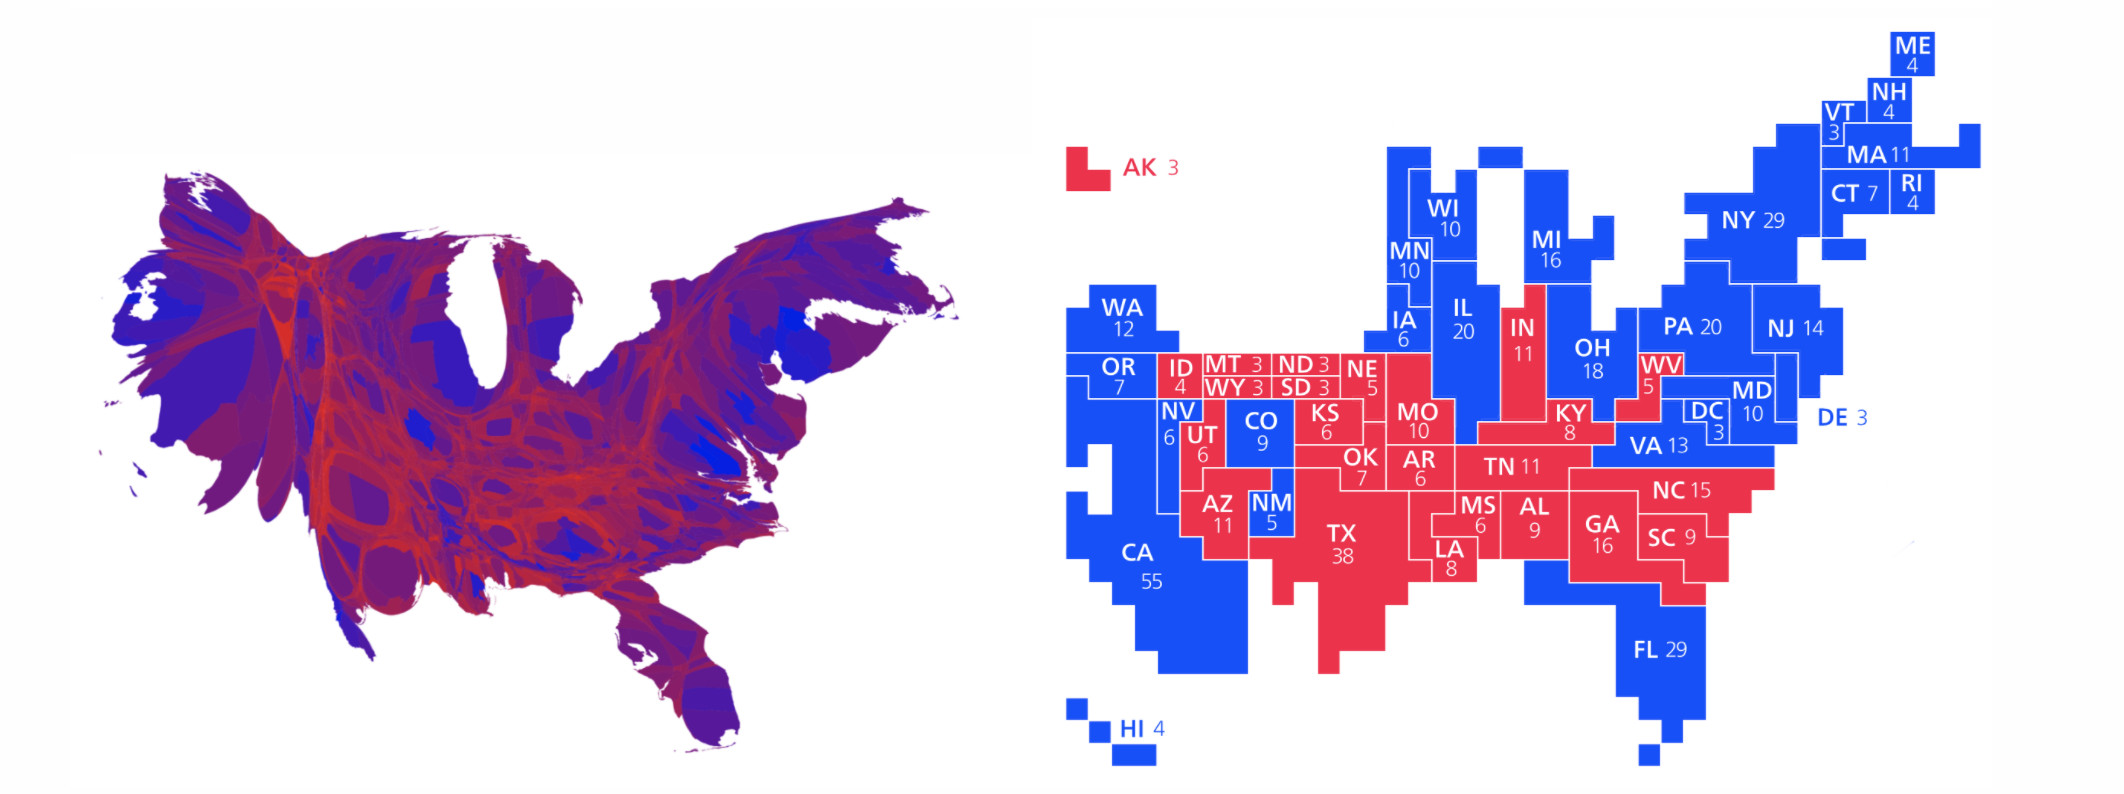 ME
4
NH
4
VT
3
MA 11
AK 3
CT 7
RI
4
WI
10
NY 29
MI
16
MN
10
WA
12
IL
20
IA
6
IN
11
PA 20
NJ 14
OH
18
OR
7
ID
4
MT 3
ND 3
NE
5
WV
5
WY 3
SD 3
MD
10
NV
6
CO
9
KS
6
MO
10
KY
8
DC
3
DE 3
UT
6
VA 13
OK
7
AR
6
TN 11
AZ
11
NM
5
NC 15
MS
6
AL
9
TX
38
GA
16
SC 9
LA
8
CA
55
FL 29
HI 4